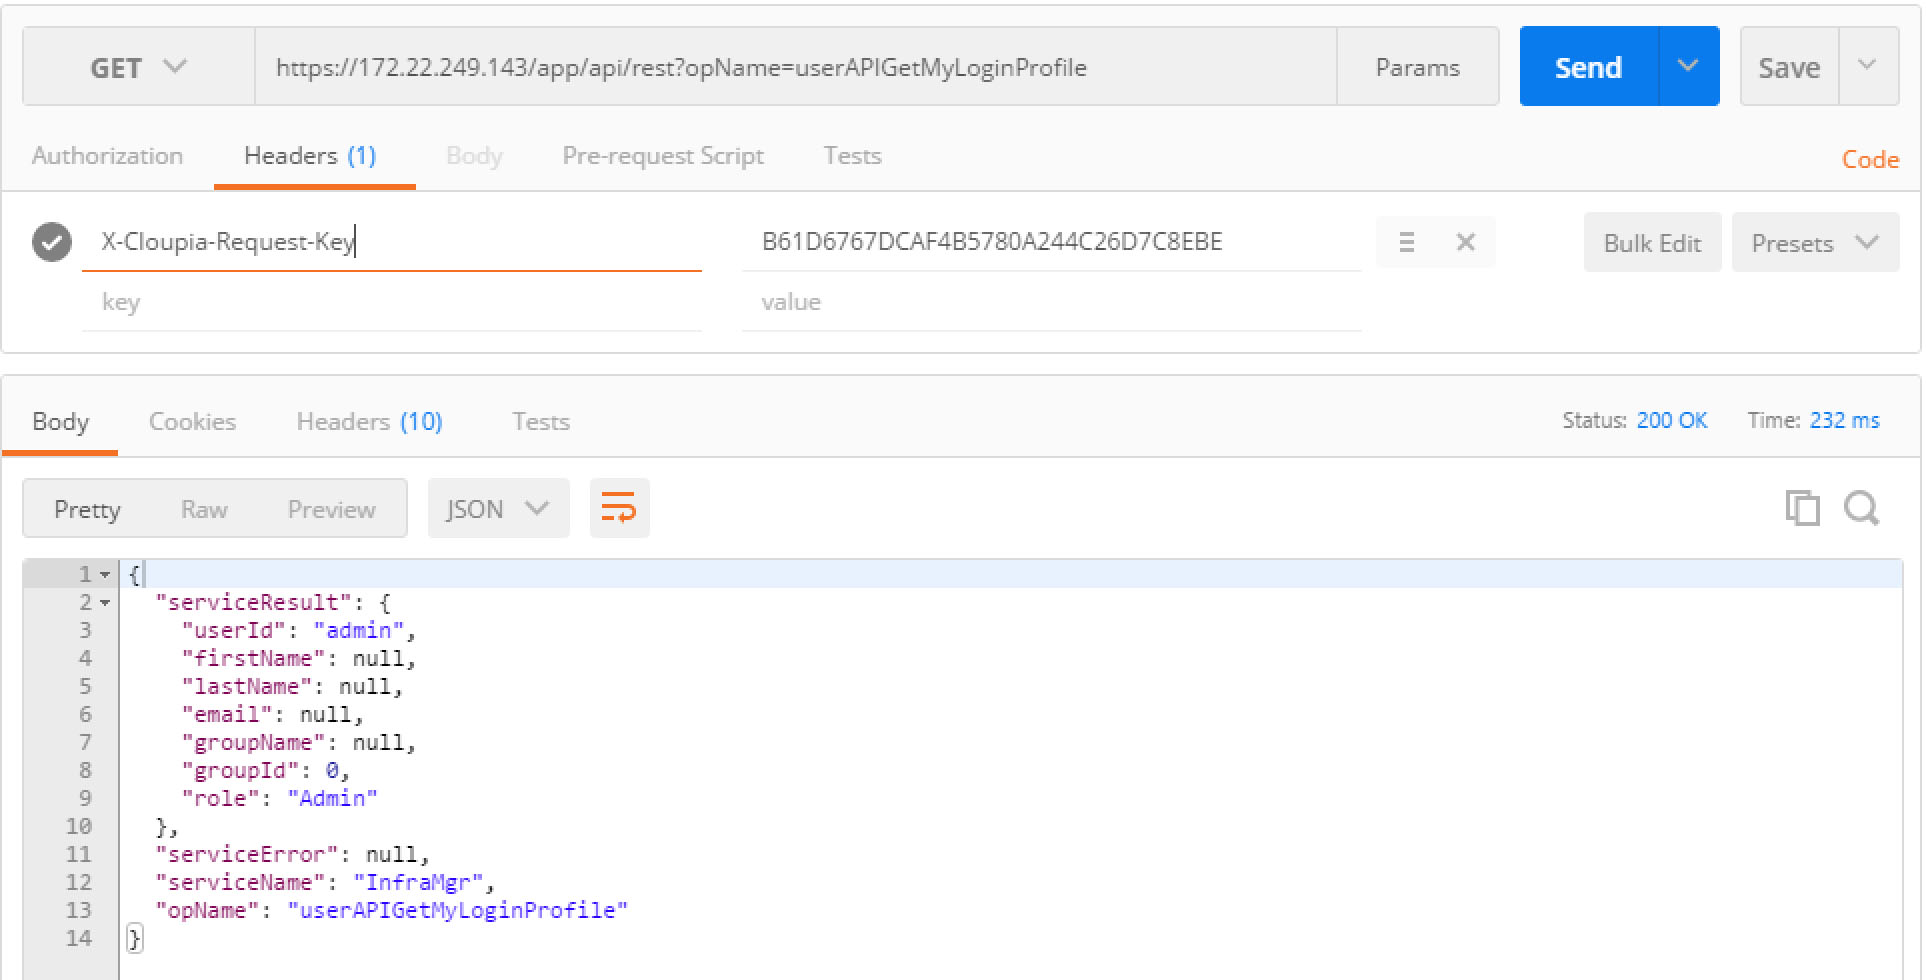 GET https://172.22.249.143/app/api/rest?opName=userAPIGetMyLoginProfile Params Send Save
Authorization Headers (1) Body Pre-request Script Tests Code
X-Cloupia-Request-Key B61D6767DCAF4B5780A244C26D7C8EBE Bulk Edit Presets
key value
Body Cookies Headers (10) Tests Status: 200 OK Time: 232 ms
Pretty Raw Preview JSON
1 {
2 "serviceResult": {
3 "userId": "admin",
4 "firstName": null,
5 "lastName": null,
6 "email": null,
7 "groupName": null,
8 "groupId": 0,
9 "role": "Admin"
10 },
11 "serviceError": null,
12 "serviceName": "InfraMgr",
13 "opName": "userAPIGetMyLoginProfile"
14 }